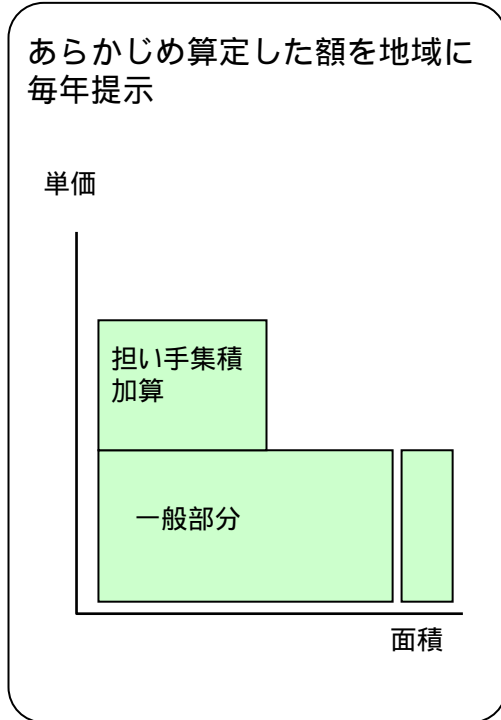 あらかじめ算定した額を地域に
毎年提示
単価
担い手集積
加算
一般部分
面積